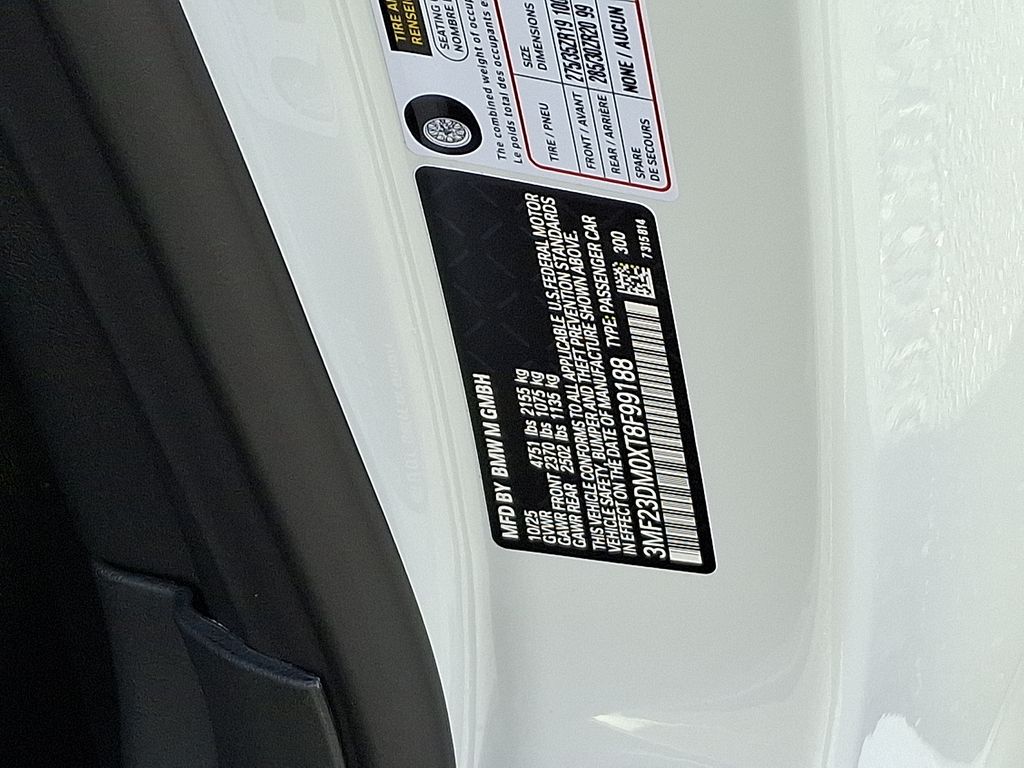 MFD BY BMW M GMBH
10/25
GVWR 4751 lbs 2155 kg
GAWR FRONT 2370 lbs 1075 kg
GAWR REAR 2502 lbs 1135 kg
THIS VEHICLE CONFORMS TO ALL APPLICABLE U.S. FEDERAL MOTOR
VEHICLE SAFETY, BUMPER AND THEFT PREVENTION STANDARDS
IN EFFECT ON THE DATE OF MANUFACTURE SHOWN ABOVE.
3MF23DM0XT8F99188 TYPE: PASSENGER CAR
300
7315814
TIRE
SEATING
NOMBRE
The combined weight of
Le poids total des occupants
TIRE / PNEU SIZE
DIMENSIONS
FRONT / AVANT 275/35ZR19 100
REAR / ARRIÈRE 285/30ZR20 99
SPARE
DE SECOURS NONE AUCUN